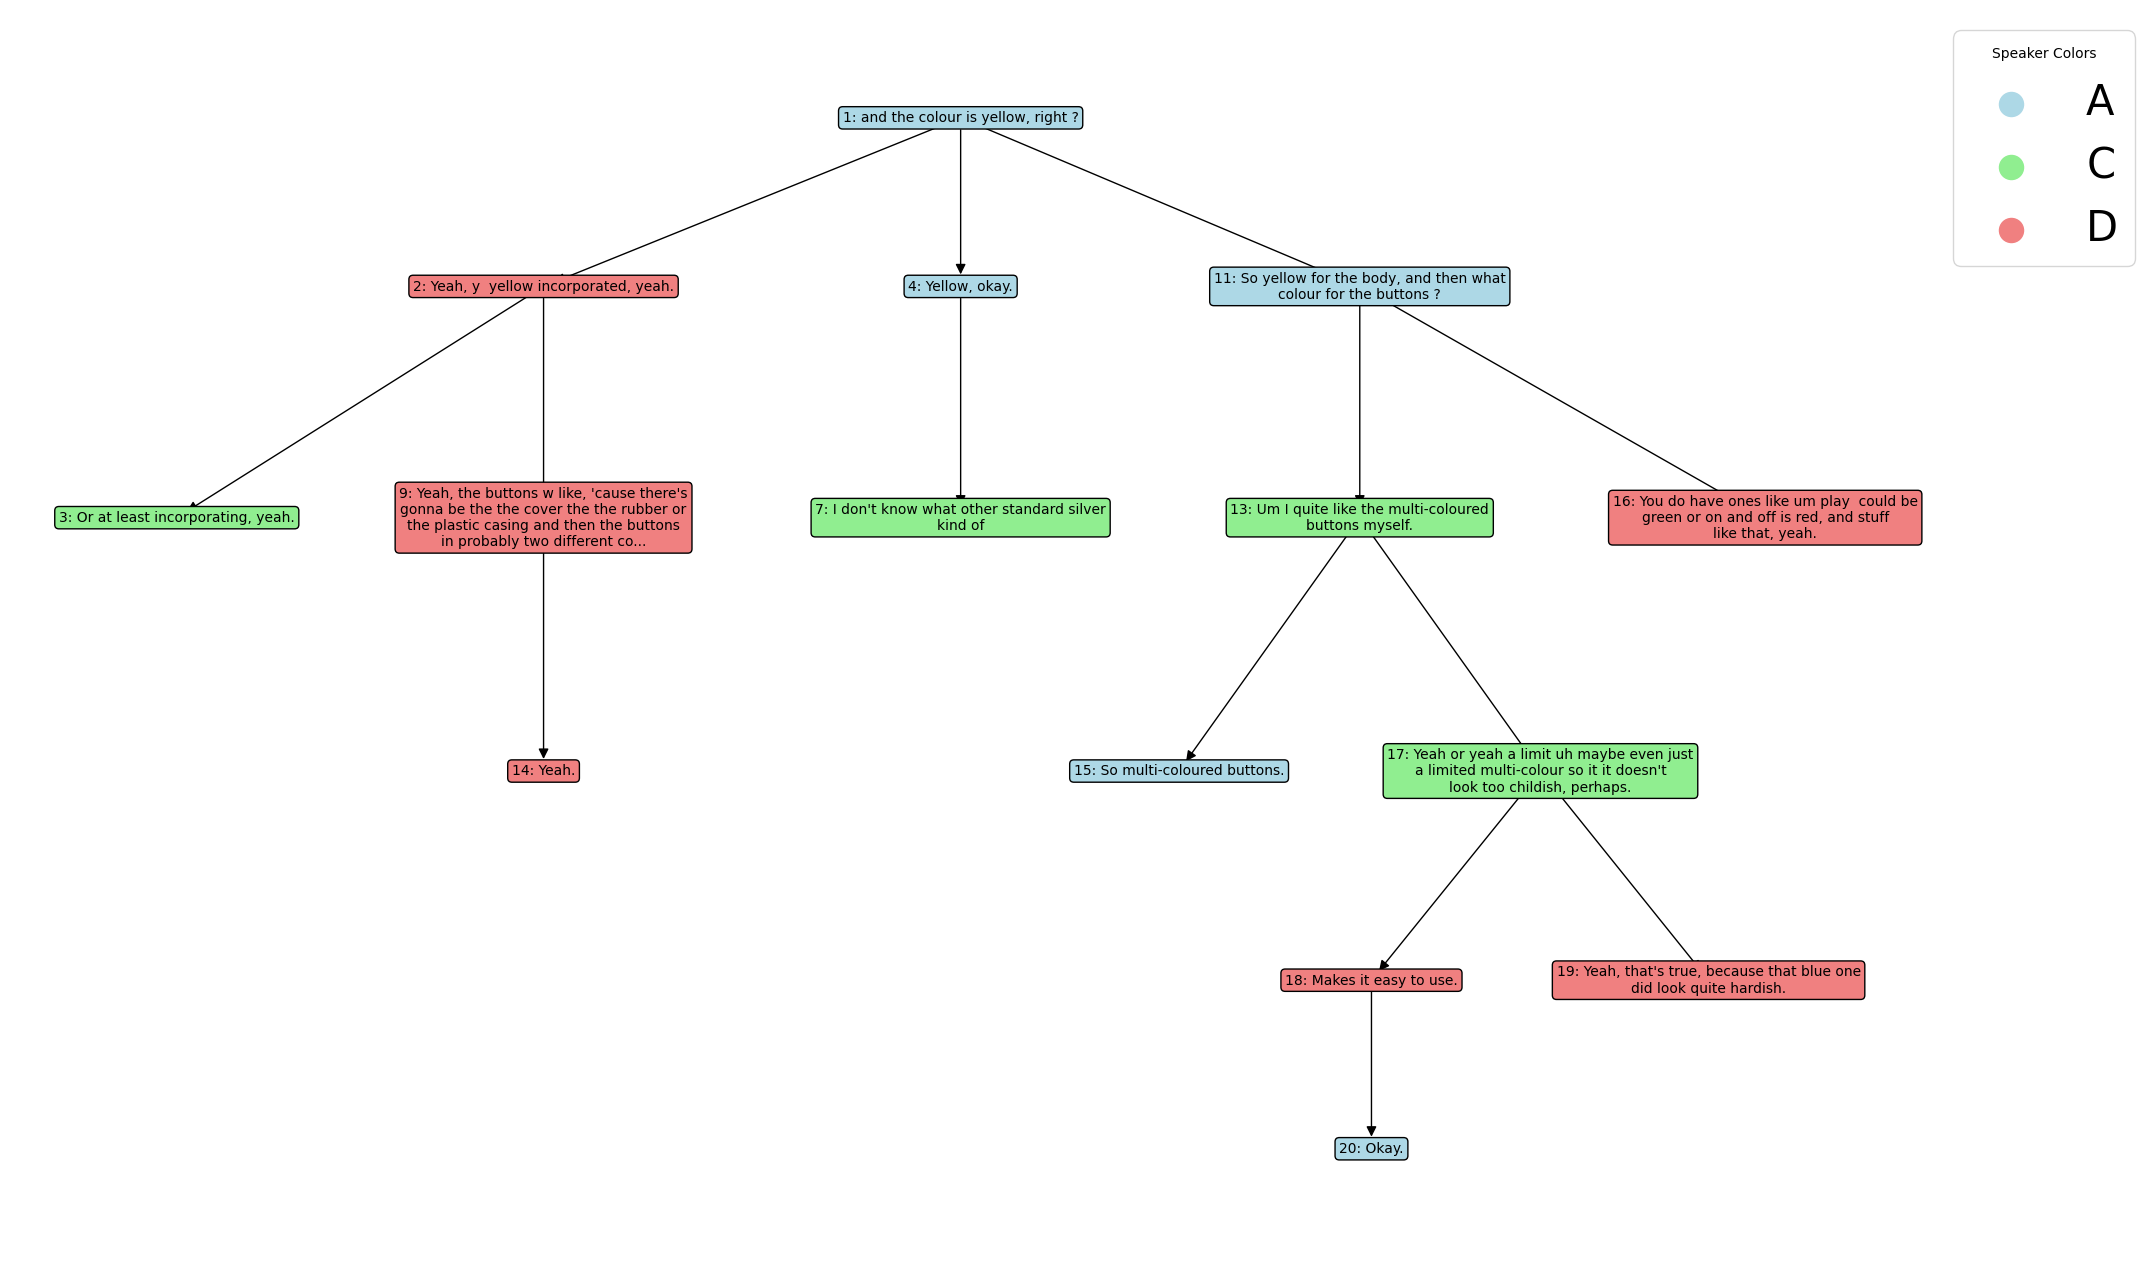 Speaker Colors
A
C
D
1: and the colour is yellow, right ?
2: Yeah, y  yellow incorporated, yeah.
4: Yellow, okay.
11: So yellow for the body, and then what
colour for the buttons ?
3: Or at least incorporating, yeah.
9: Yeah, the buttons w like, 'cause there's
gonna be the the cover the the rubber or
the plastic casing and then the buttons
in probably two different co...
7: I don't know what other standard silver
kind of
13: Um I quite like the multi-coloured
buttons myself.
16: You do have ones like um play  could be
green or on and off is red, and stuff
like that, yeah.
14: Yeah.
15: So multi-coloured buttons.
17: Yeah or yeah a limit uh maybe even just
a limited multi-colour so it it doesn't
look too childish, perhaps.
18: Makes it easy to use.
19: Yeah, that's true, because that blue one
did look quite hardish.
20: Okay.